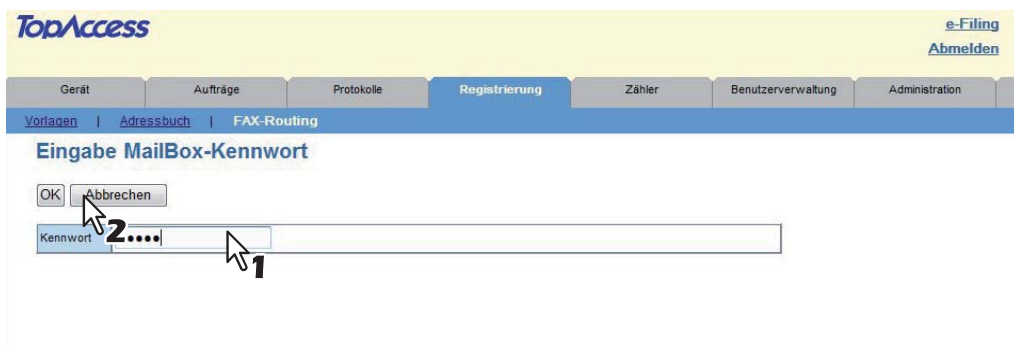 TopAccess
e-Filing
Abmelden
Gerät Aufträge Protokolle Registrierung Zähler Benutzerverwaltung Administration
Vorlagen | Adressbuch | FAX-Routing
Eingabe MailBox-Kennwort
OK Abbrechen
Kennwort •••••
2
1